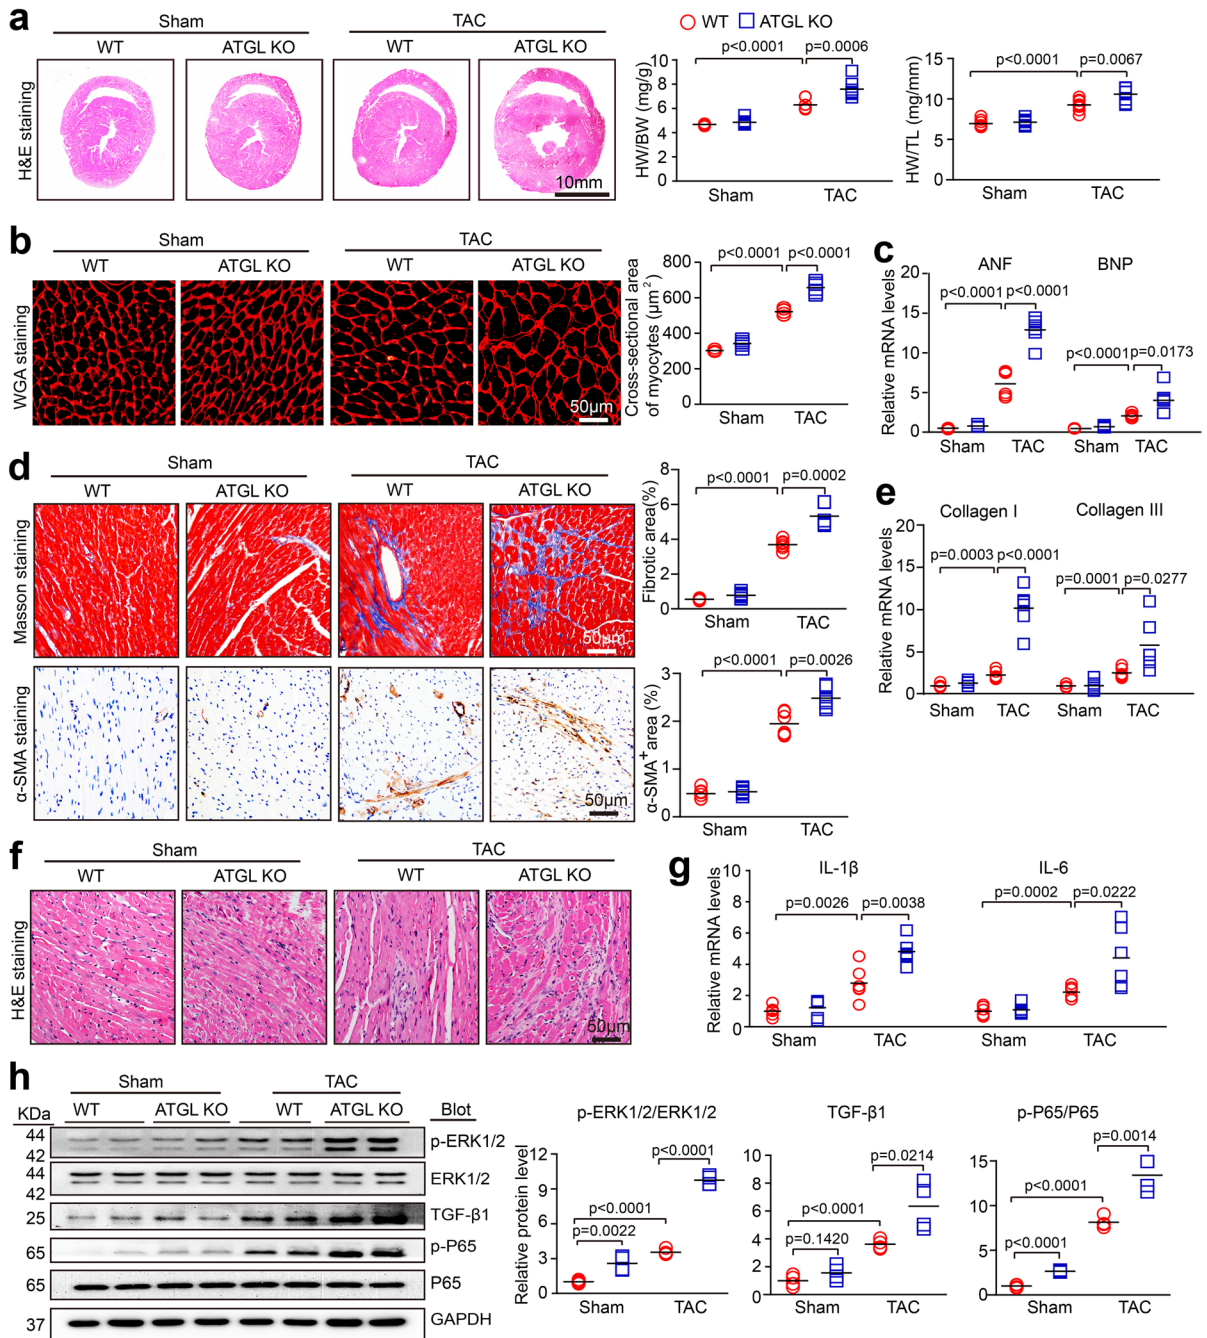 a
Sham
TAC
WT
ATGL KO
WT
ATGL KO
H&E staining
10mm
WT
ATGL KO
p<0.0001
p=0.0006
HW/BW (mg/g)
10
8
6
4
2
0
Sham
TAC
p<0.0001
p=0.0067
HW/TL (mg/mm)
15
10
5
0
Sham
TAC
b
Sham
TAC
WT
ATGL KO
WT
ATGL KO
WGA staining
50μm
Cross-sectional area
of myocytes (μm²)
800
600
400
200
0
p<0.0001
p<0.0001
Sham
TAC
c
ANF
BNP
Relative mRNA levels
20
15
10
5
0
p<0.0001
p<0.0001
p<0.0001
p=0.0173
Sham
TAC
Sham
TAC
d
Sham
TAC
WT
ATGL KO
WT
ATGL KO
Masson staining
50μm
α-SMA staining
50μm
Fibrotic area(%)
8
6
4
2
0
p<0.0001
p=0.0002
Sham
TAC
α-SMA⁺area (%)
3
2
1
0
p<0.0001
p=0.0026
Sham
TAC
e
Collagen I
Collagen III
Relative mRNA levels
20
15
10
5
0
p=0.0003
p<0.0001
p=0.0001
p=0.0277
Sham
TAC
Sham
TAC
f
Sham
TAC
WT
ATGL KO
WT
ATGL KO
H&E staining
50μm
g
IL-1β
IL-6
Relative mRNA levels
10
8
6
4
2
0
p=0.0026
p=0.0038
p=0.0002
p=0.0222
Sham
TAC
Sham
TAC
h
Sham
TAC
KDa
WT
ATGL KO
WT
ATGL KO
Blot
44
42
p-ERK1/2
44
42
ERK1/2
25
TGF-β1
65
p-P65
65
P65
37
GAPDH
p-ERK1/2/ERK1/2
Relative protein level
12
9
6
3
0
p=0.0022
p<0.0001
p<0.0001
Sham
TAC
TGF-β1
10
8
6
4
2
0
p=0.1420
p<0.0001
p=0.0214
Sham
TAC
p-P65/P65
15
10
5
0
p<0.0001
p<0.0001
p=0.0014
Sham
TAC